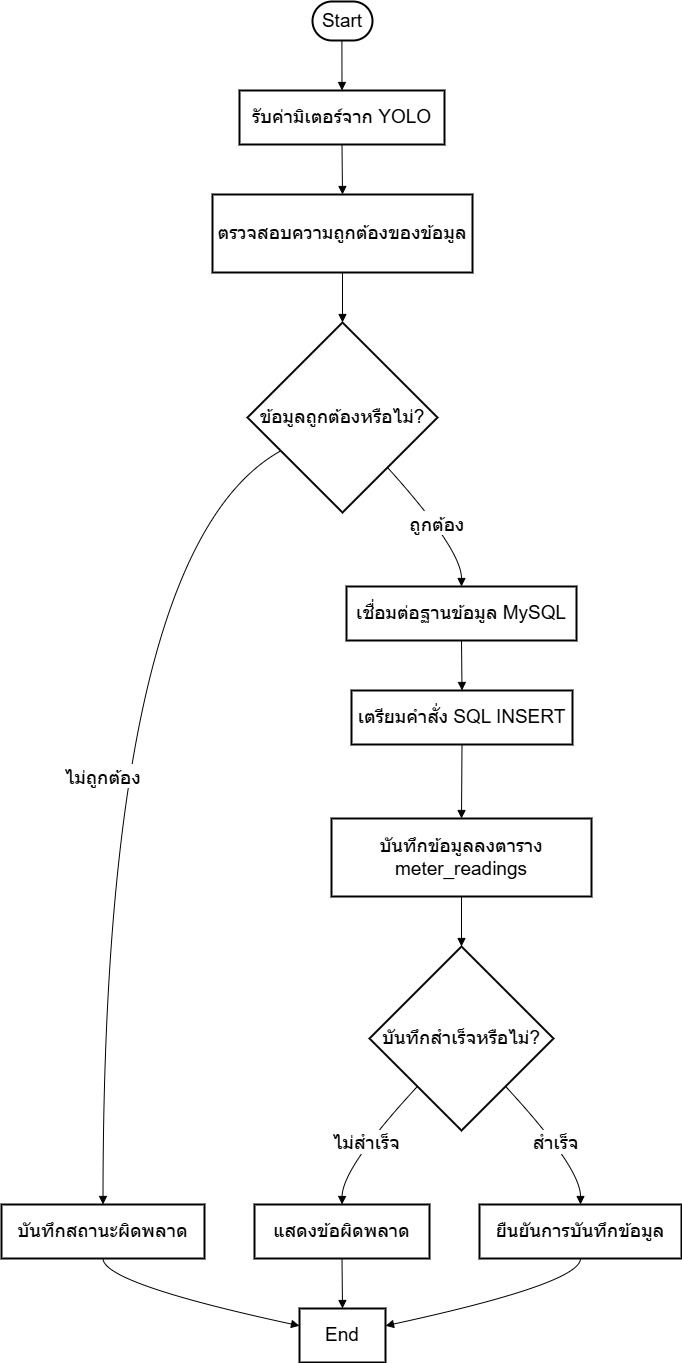 Start
รับค่ามิเตอร์จาก YOLO
ตรวจสอบความถูกต้องของข้อมูล
ข้อมูลถูกต้องหรือไม่?
ถูกต้อง
เชื่อมต่อฐานข้อมูล MySQL
เตรียมคำสั่ง SQL INSERT
ไม่ถูกต้อง
บันทึกข้อมูลลงตาราง
meter_readings
บันทึกสำเร็จหรือไม่?
ไม่สำเร็จ
สำเร็จ
บันทึกสถานะผิดพลาด
แสดงข้อผิดพลาด
ยืนยันการบันทึกข้อมูล
End